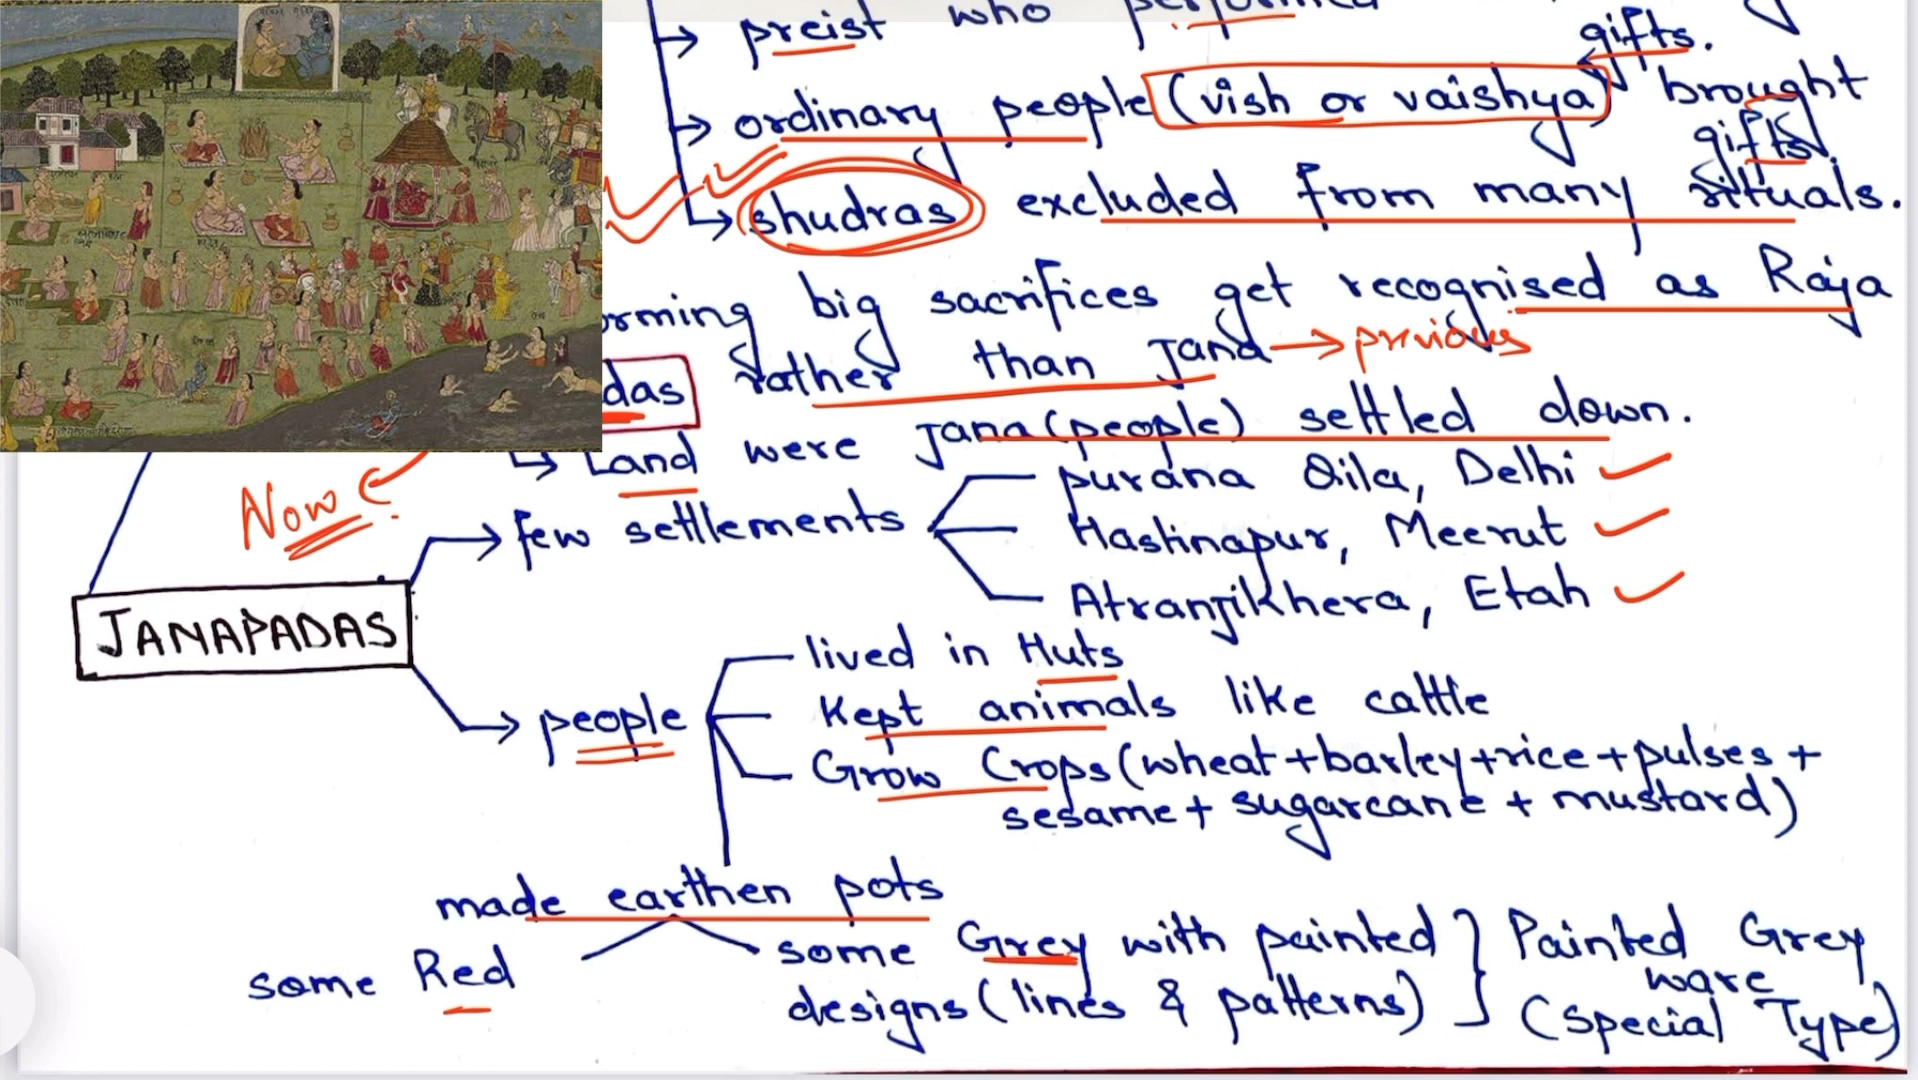 preist who performed
gifts.
ordinary people (vish or vaishya) brought
gifts.
shudras excluded from many rituals.
orming big sacrifices get recognised as Raja
das rather than Jana → previous
Land were Jana (people) settled down.
Now
few settlements
purana Qila, Delhi
Hastinapur, Meerut
Atranjikhera, Etah
JANAPADAS
people
lived in Huts
Kept animals like cattle
Grow Crops (wheat + barley + rice + pulses +
sesame + sugarcane + mustard)
made earthen pots
some Red
some Grey with painted
designs (lines & patterns)
Painted Grey
ware
(Special Type)